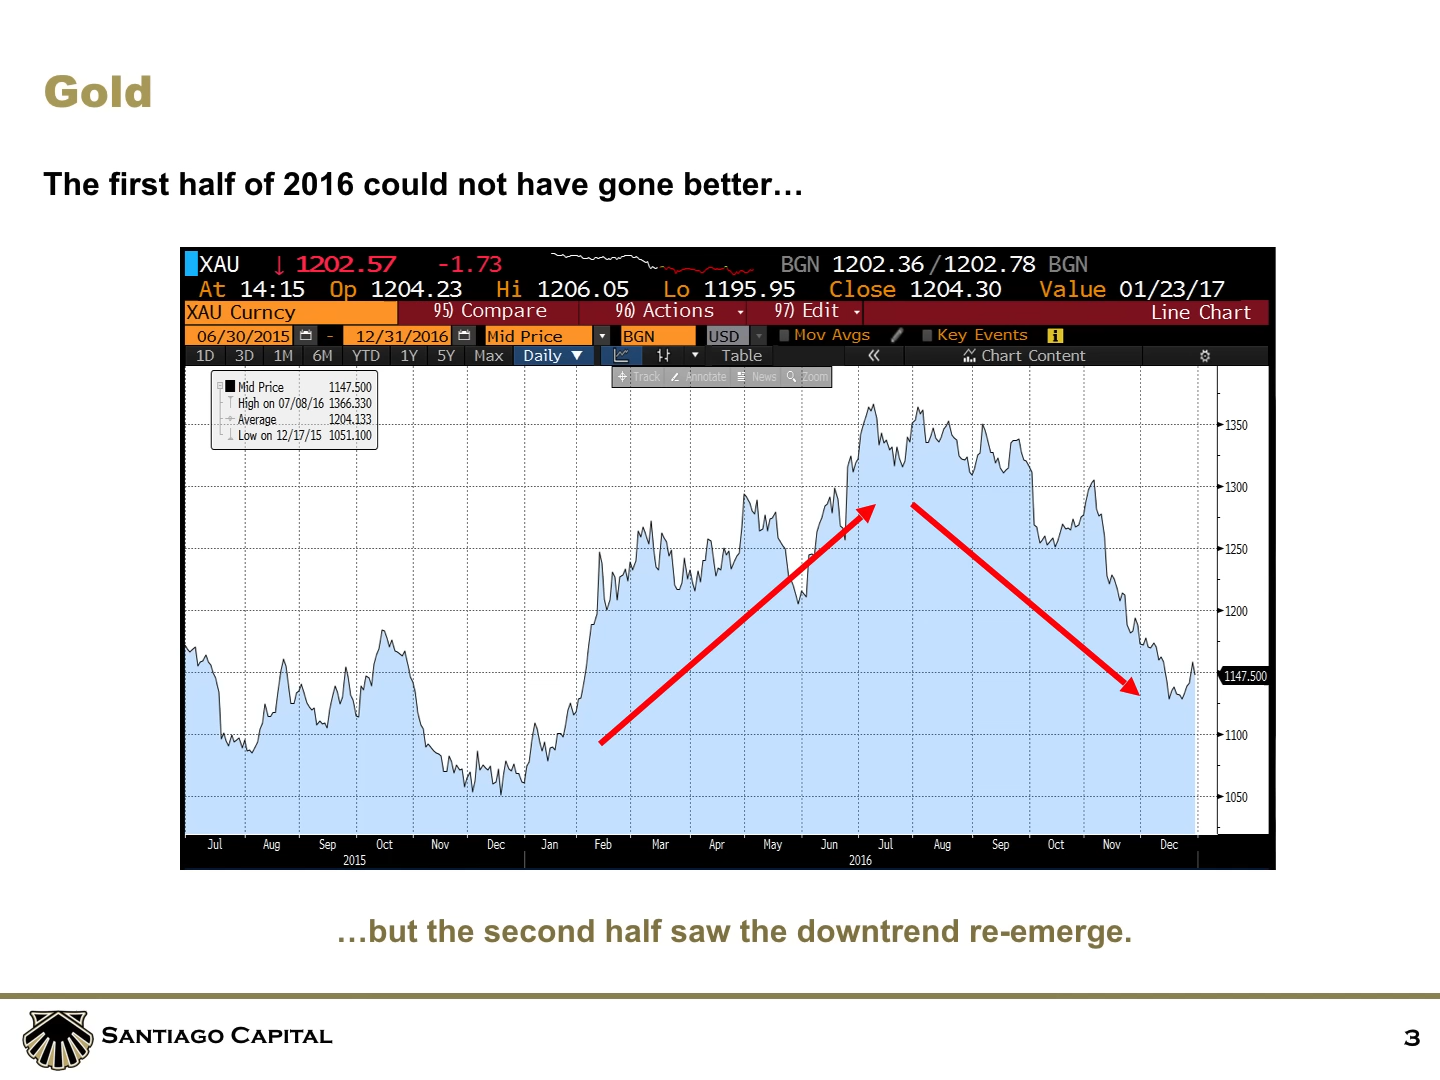 Gold
The first half of 2016 could not have gone better…
XAU ↓ 1202.57 -1.73 BGN 1202.36/1202.78 BGN
At 14:15 Op 1204.23 Hi 1206.05 Lo 1195.95 Close 1204.30 Value 01/23/17
XAU Curncy 95) Compare 96) Actions 97) Edit Line Chart
06/30/2015 - 12/31/2016 Mid Price BGN USD Mov Avgs Key Events
1D 3D 1M 6M YTD 1Y 5Y Max Daily ▼ Table « Chart Content
Track Annotate News Zoom
Mid Price 1147.500
High on 07/08/16 1366.330
Average 1204.133
Low on 12/17/15 1051.100
1350
1300
1250
1200
1147.500
1100
1050
Jul Aug Sep Oct Nov Dec Jan Feb Mar Apr May Jun Jul Aug Sep Oct Nov Dec
2015 2016
…but the second half saw the downtrend re-emerge.
Santiago Capital
3